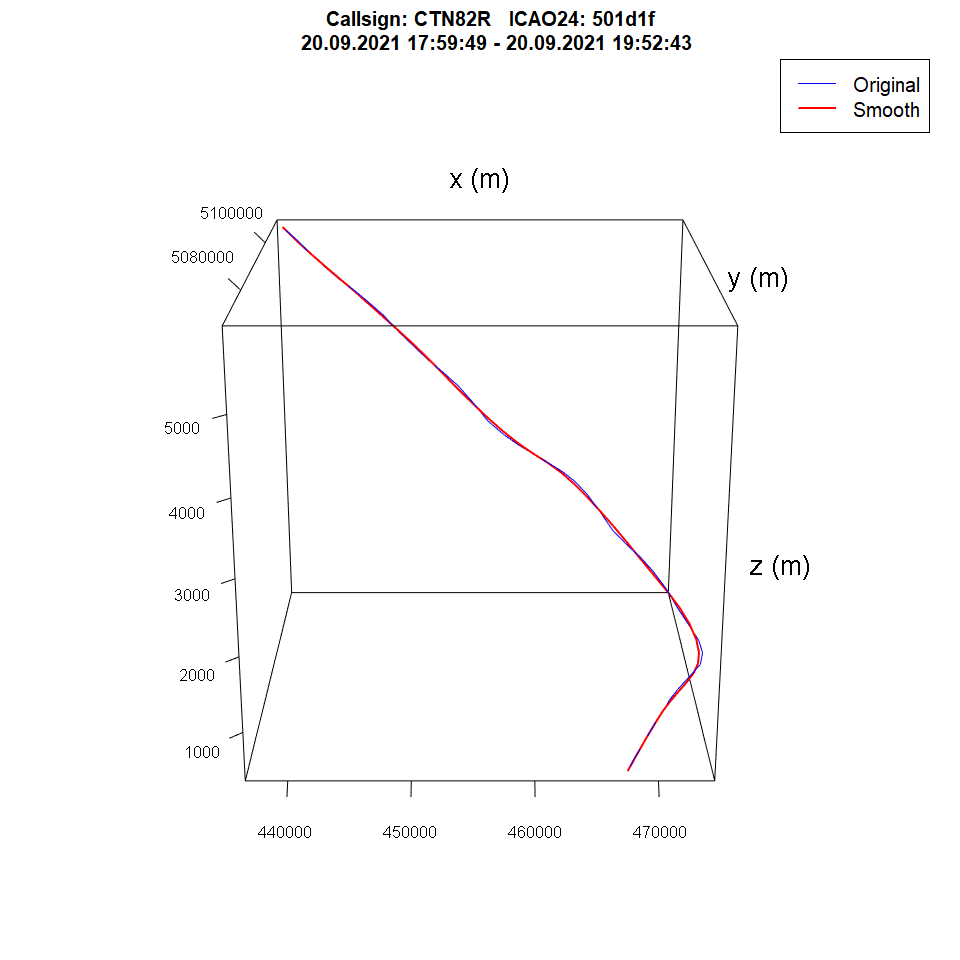 Callsign: CTN82R   ICAO24: 501d1f
20.09.2021 17:59:49 - 20.09.2021 19:52:43
Original
Smooth
x (m)
5100000
5080000
y (m)
5000
4000
z (m)
3000
2000
1000
440000 450000 460000 470000